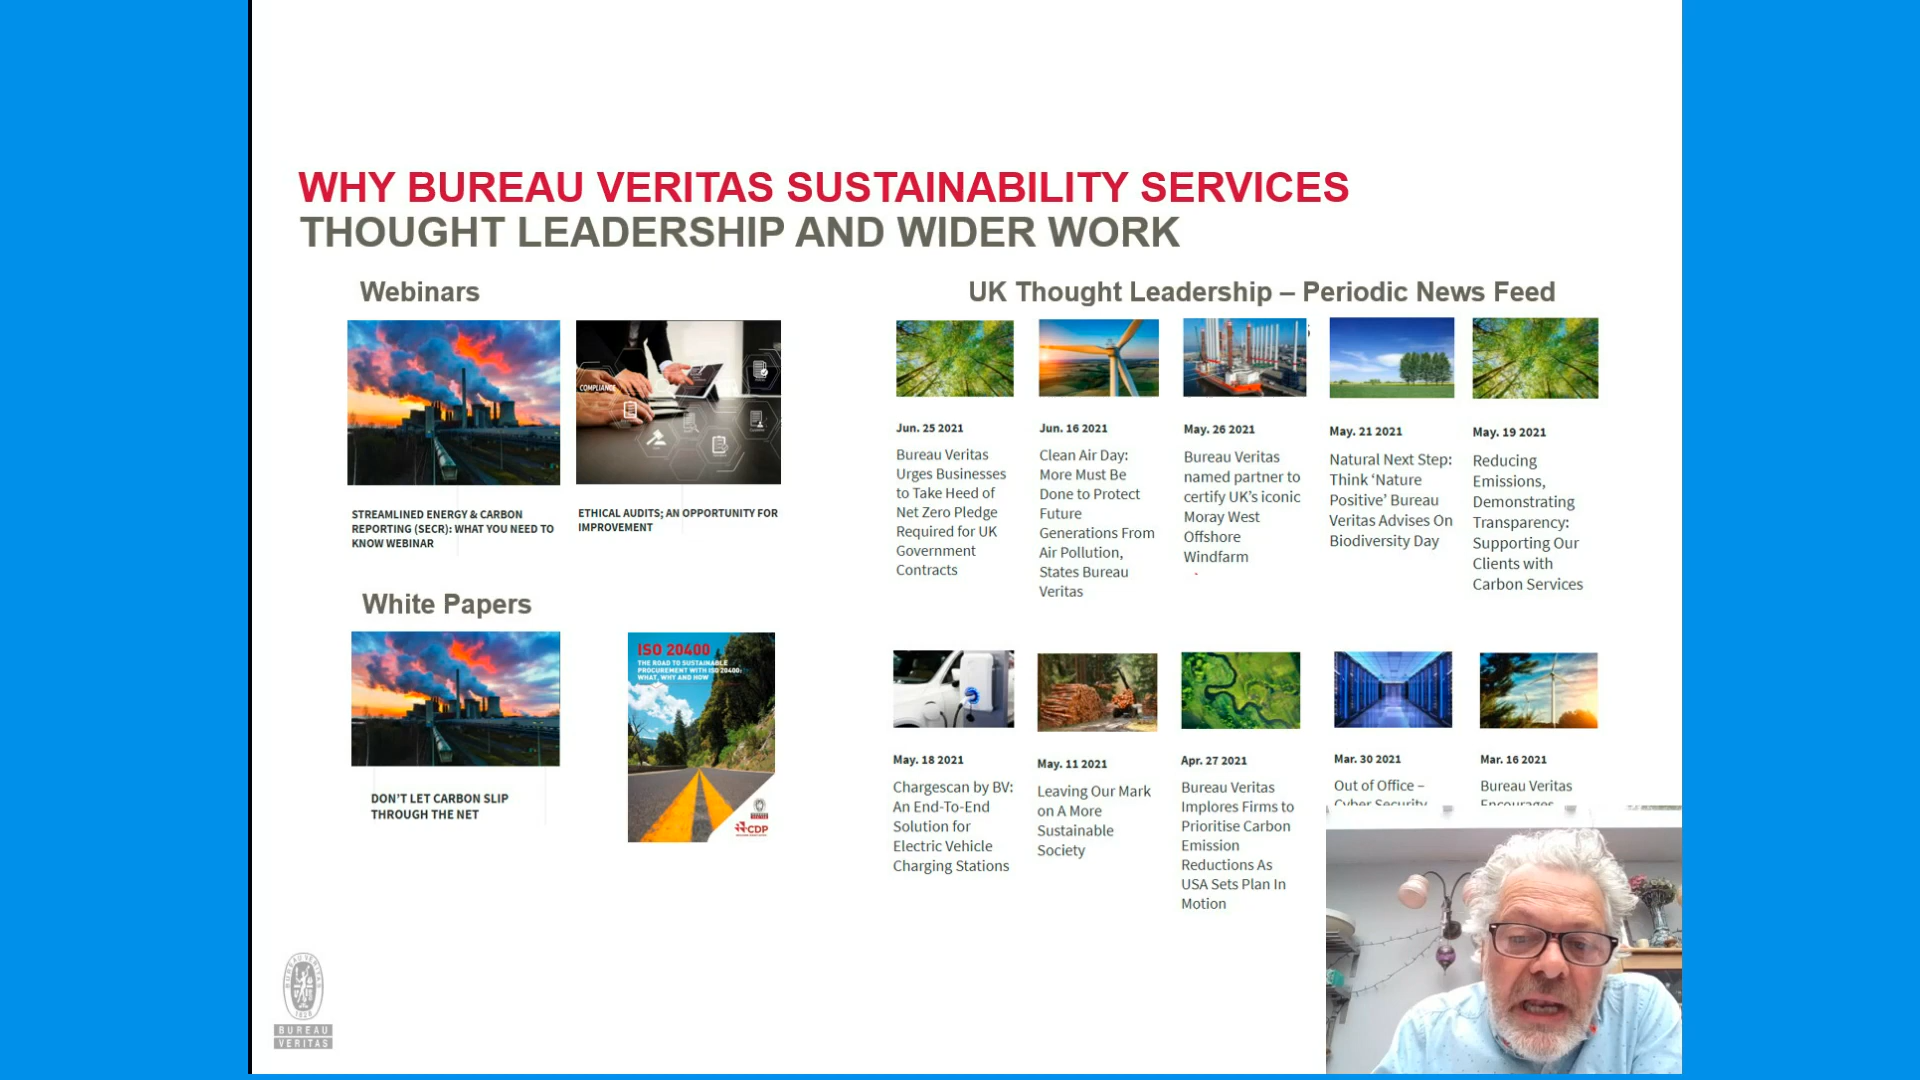 WHY BUREAU VERITAS SUSTAINABILITY SERVICES
THOUGHT LEADERSHIP AND WIDER WORK
Webinars
COMPLIANCE
STREAMLINED ENERGY & CARBON
REPORTING (SECR): WHAT YOU NEED TO
KNOW WEBINAR
ETHICAL AUDITS; AN OPPORTUNITY FOR
IMPROVEMENT
White Papers
DON'T LET CARBON SLIP
THROUGH THE NET
ISO 20400
THE ROAD TO SUSTAINABLE
PROCUREMENT WITH ISO 20400:
WHAT, WHY AND HOW
CDP
UK Thought Leadership – Periodic News Feed
Jun. 25 2021
Bureau Veritas
Urges Businesses
to Take Heed of
Net Zero Pledge
Required for UK
Government
Contracts
Jun. 16 2021
Clean Air Day:
More Must Be
Done to Protect
Future
Generations From
Air Pollution,
States Bureau
Veritas
May. 26 2021
Bureau Veritas
named partner to
certify UK's iconic
Moray West
Offshore
Windfarm
May. 21 2021
Natural Next Step:
Think 'Nature
Positive' Bureau
Veritas Advises On
Biodiversity Day
May. 19 2021
Reducing
Emissions,
Demonstrating
Transparency:
Supporting Our
Clients with
Carbon Services
May. 18 2021
Chargescan by BV:
An End-To-End
Solution for
Electric Vehicle
Charging Stations
May. 11 2021
Leaving Our Mark
on A More
Sustainable
Society
Apr. 27 2021
Bureau Veritas
Implores Firms to
Prioritise Carbon
Emission
Reductions As
USA Sets Plan In
Motion
Mar. 30 2021
Out of Office –
Cyber Security
Mar. 16 2021
Bureau Veritas
Encourages
BUREAU VERITAS
1828
BUREAU
VERITAS